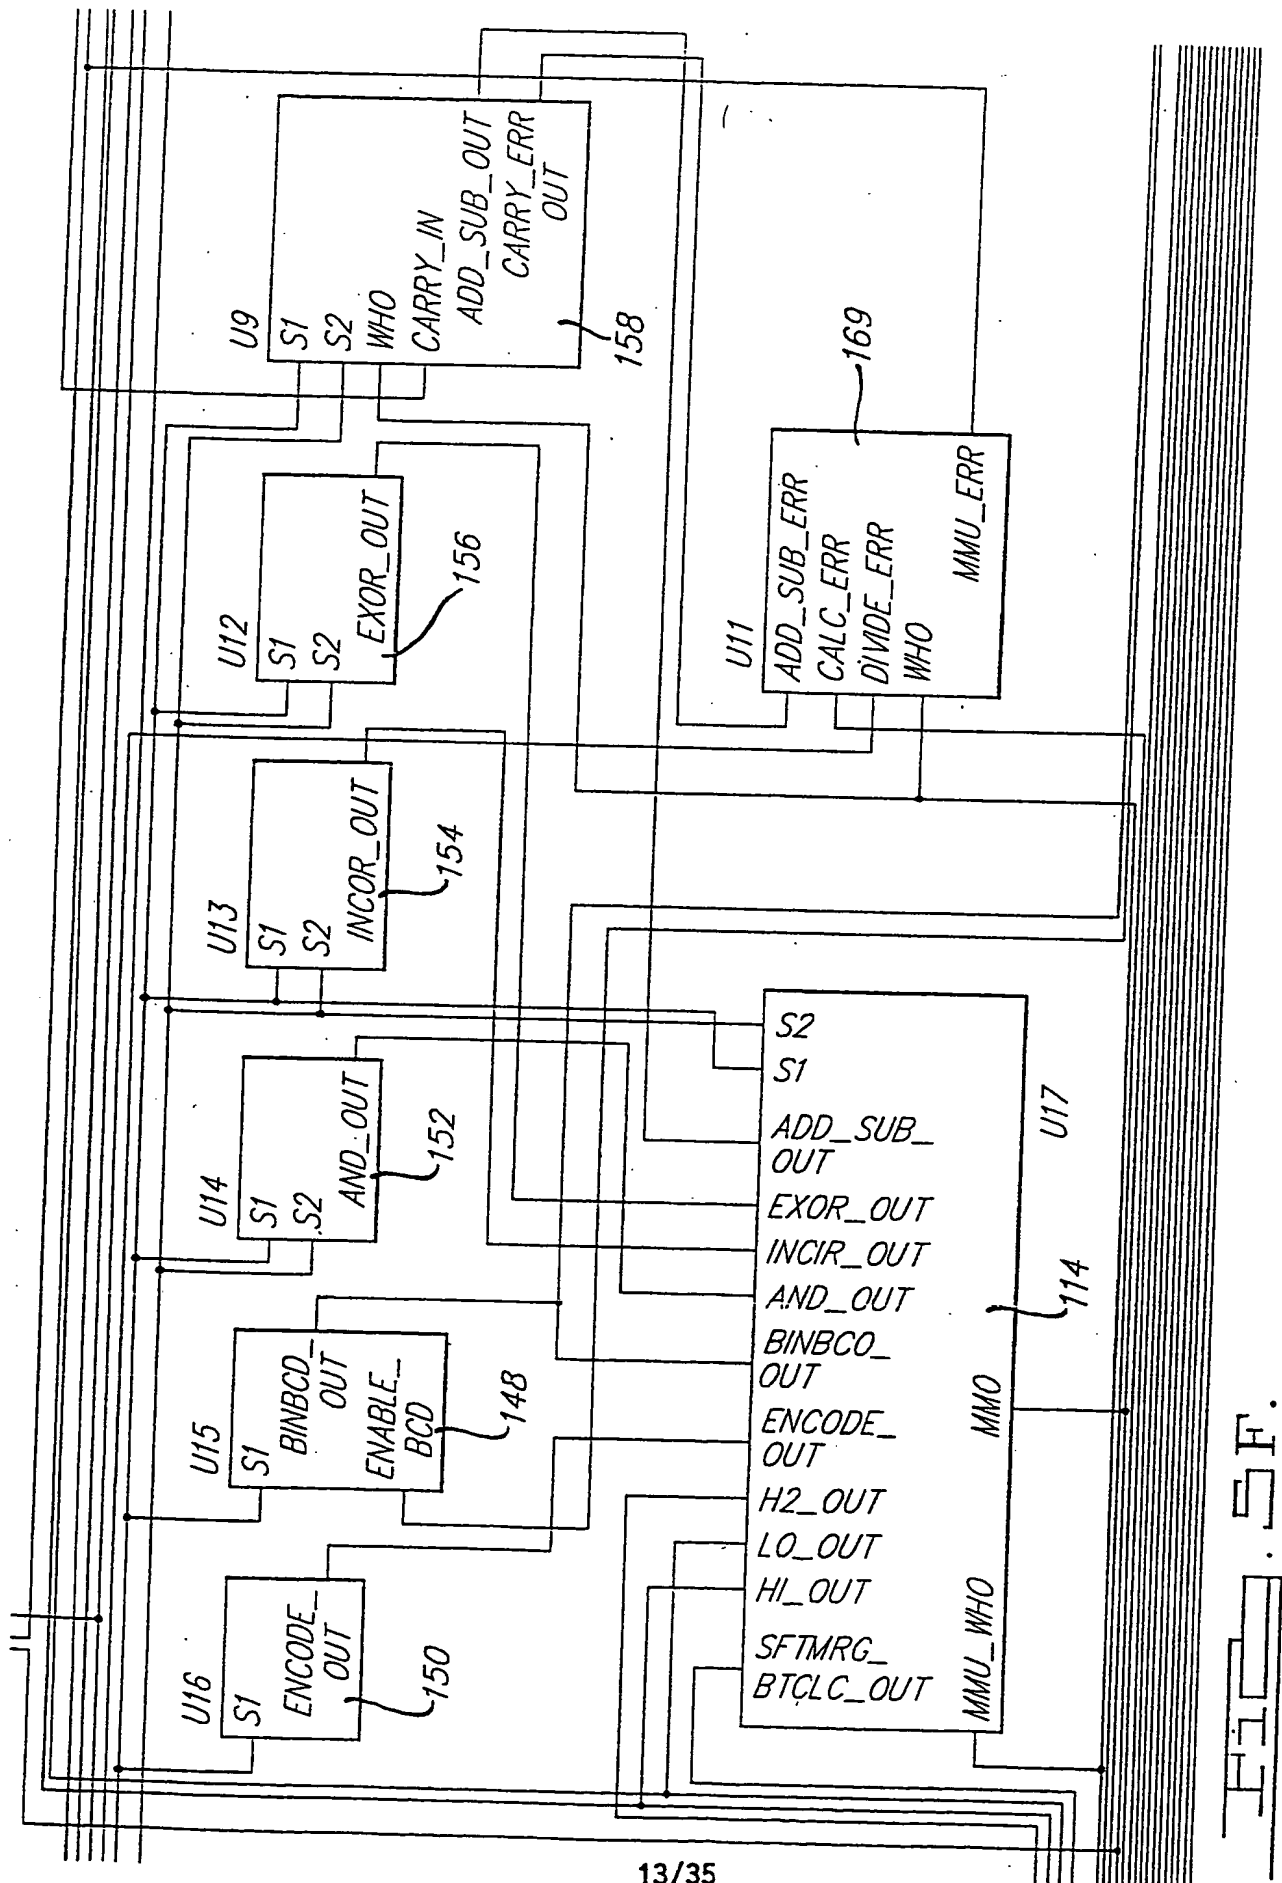 U16
S1
ENCODE_
OUT
150
U15
S1
BINBCD_
OUT
ENABLE_
BCD
148
U14
S1
S2
AND_OUT
152
U13
S1
S2
INCOR_OUT
154
U12
S1
S2
EXOR_OUT
156
U9
S1
S2
WHO
CARRY_IN
ADD_SUB_OUT
CARRY_ERR
OUT
158
U11
ADD_SUB_ERR
CALC_ERR
DIVIDE_ERR
WHO
MMU_ERR
169
S2
S1
ADD_SUB_
OUT
EXOR_OUT
INCIR_OUT
AND_OUT
BINBCO_
OUT
ENCODE_
OUT
H2_OUT
LO_OUT
HI_OUT
SFTMRG_
BTCLC_OUT
MMU_WHO
MMO
114
U17
FIG. 5F.
13/35